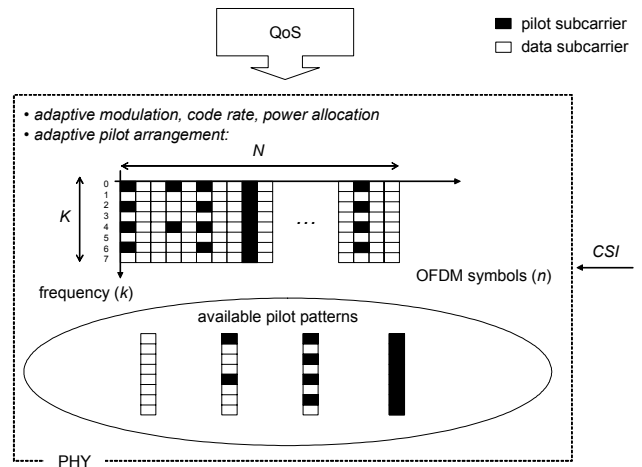 QoS
pilot subcarrier
data subcarrier
• adaptive modulation, code rate, power allocation
• adaptive pilot arrangement:
N
K
0
1
2
3
4
5
6
7
...
frequency (k)
OFDM symbols (n)
CSI
available pilot patterns
PHY